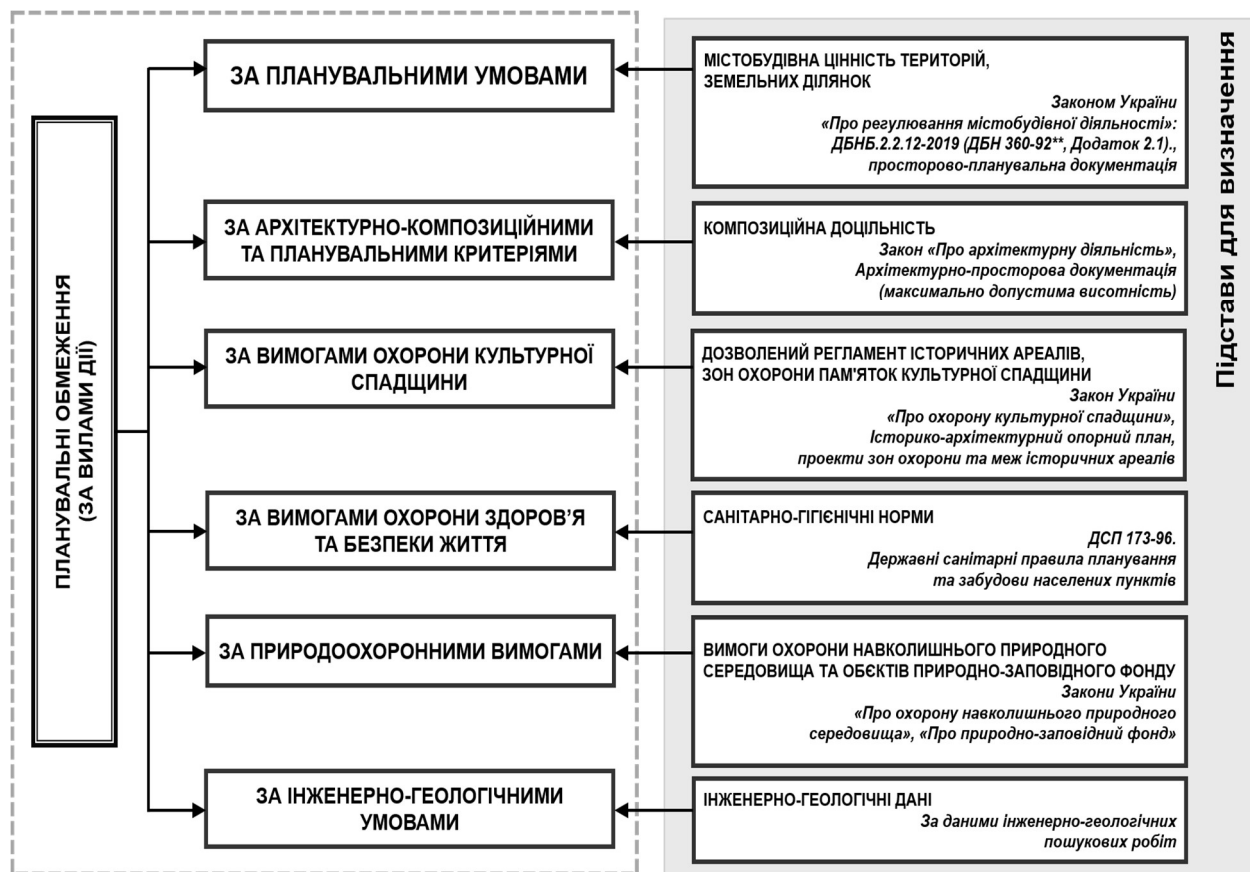 ПЛАНУВАЛЬНІ ОБМЕЖЕННЯ
(ЗА ВИЛАМИ ДІЇ)
ЗА ПЛАНУВАЛЬНИМИ УМОВАМИ
ЗА АРХІТЕКТУРНО-КОМПОЗИЦІЙНИМИ
ТА ПЛАНУВАЛЬНИМИ КРИТЕРІЯМИ
ЗА ВИМОГАМИ ОХОРОНИ КУЛЬТУРНОЇ
СПАДЩИНИ
ЗА ВИМОГАМИ ОХОРОНИ ЗДОРОВ’Я
ТА БЕЗПЕКИ ЖИТТЯ
ЗА ПРИРОДООХОРОННИМИ ВИМОГАМИ
ЗА ІНЖЕНЕРНО-ГЕОЛОГІЧНИМИ
УМОВАМИ
Підстави для визначення
МІСТОБУДІВНА ЦІННІСТЬ ТЕРИТОРІЙ,
ЗЕМЕЛЬНИХ ДІЛЯНОК
Законом України
«Про регулювання містобудівної діяльності»:
ДБНБ.2.2.12-2019 (ДБН 360-92**, Додаток 2.1).,
просторово-планувальна документація
КОМПОЗИЦІЙНА ДОЦІЛЬНІСТЬ
Закон «Про архітектурну діяльність»,
Архітектурно-просторова документація
(максимально допустима висотність)
ДОЗВОЛЕНИЙ РЕГЛАМЕНТ ІСТОРИЧНИХ АРЕАЛІВ,
ЗОН ОХОРОНИ ПАМ'ЯТОК КУЛЬТУРНОЇ СПАДЩИНИ
Закон України
«Про охорону культурної спадщини»,
Історико-архітектурний опорний план,
проекти зон охорони та меж історичних ареалів
САНІТАРНО-ГІГІЄНІЧНІ НОРМИ
ДСП 173-96.
Державні санітарні правила планування
та забудови населених пунктів
ВИМОГИ ОХОРОНИ НАВКОЛИШНЬОГО ПРИРОДНОГО
СЕРЕДОВИЩА ТА ОБЄКТІВ ПРИРОДНО-ЗАПОВІДНОГО ФОНДУ
Закони України
«Про охорону навколишнього природного
середовища», «Про природно-заповідний фонд»
ІНЖЕНЕРНО-ГЕОЛОГІЧНІ ДАНІ
За даними інженерно-геологічних
пошукових робіт